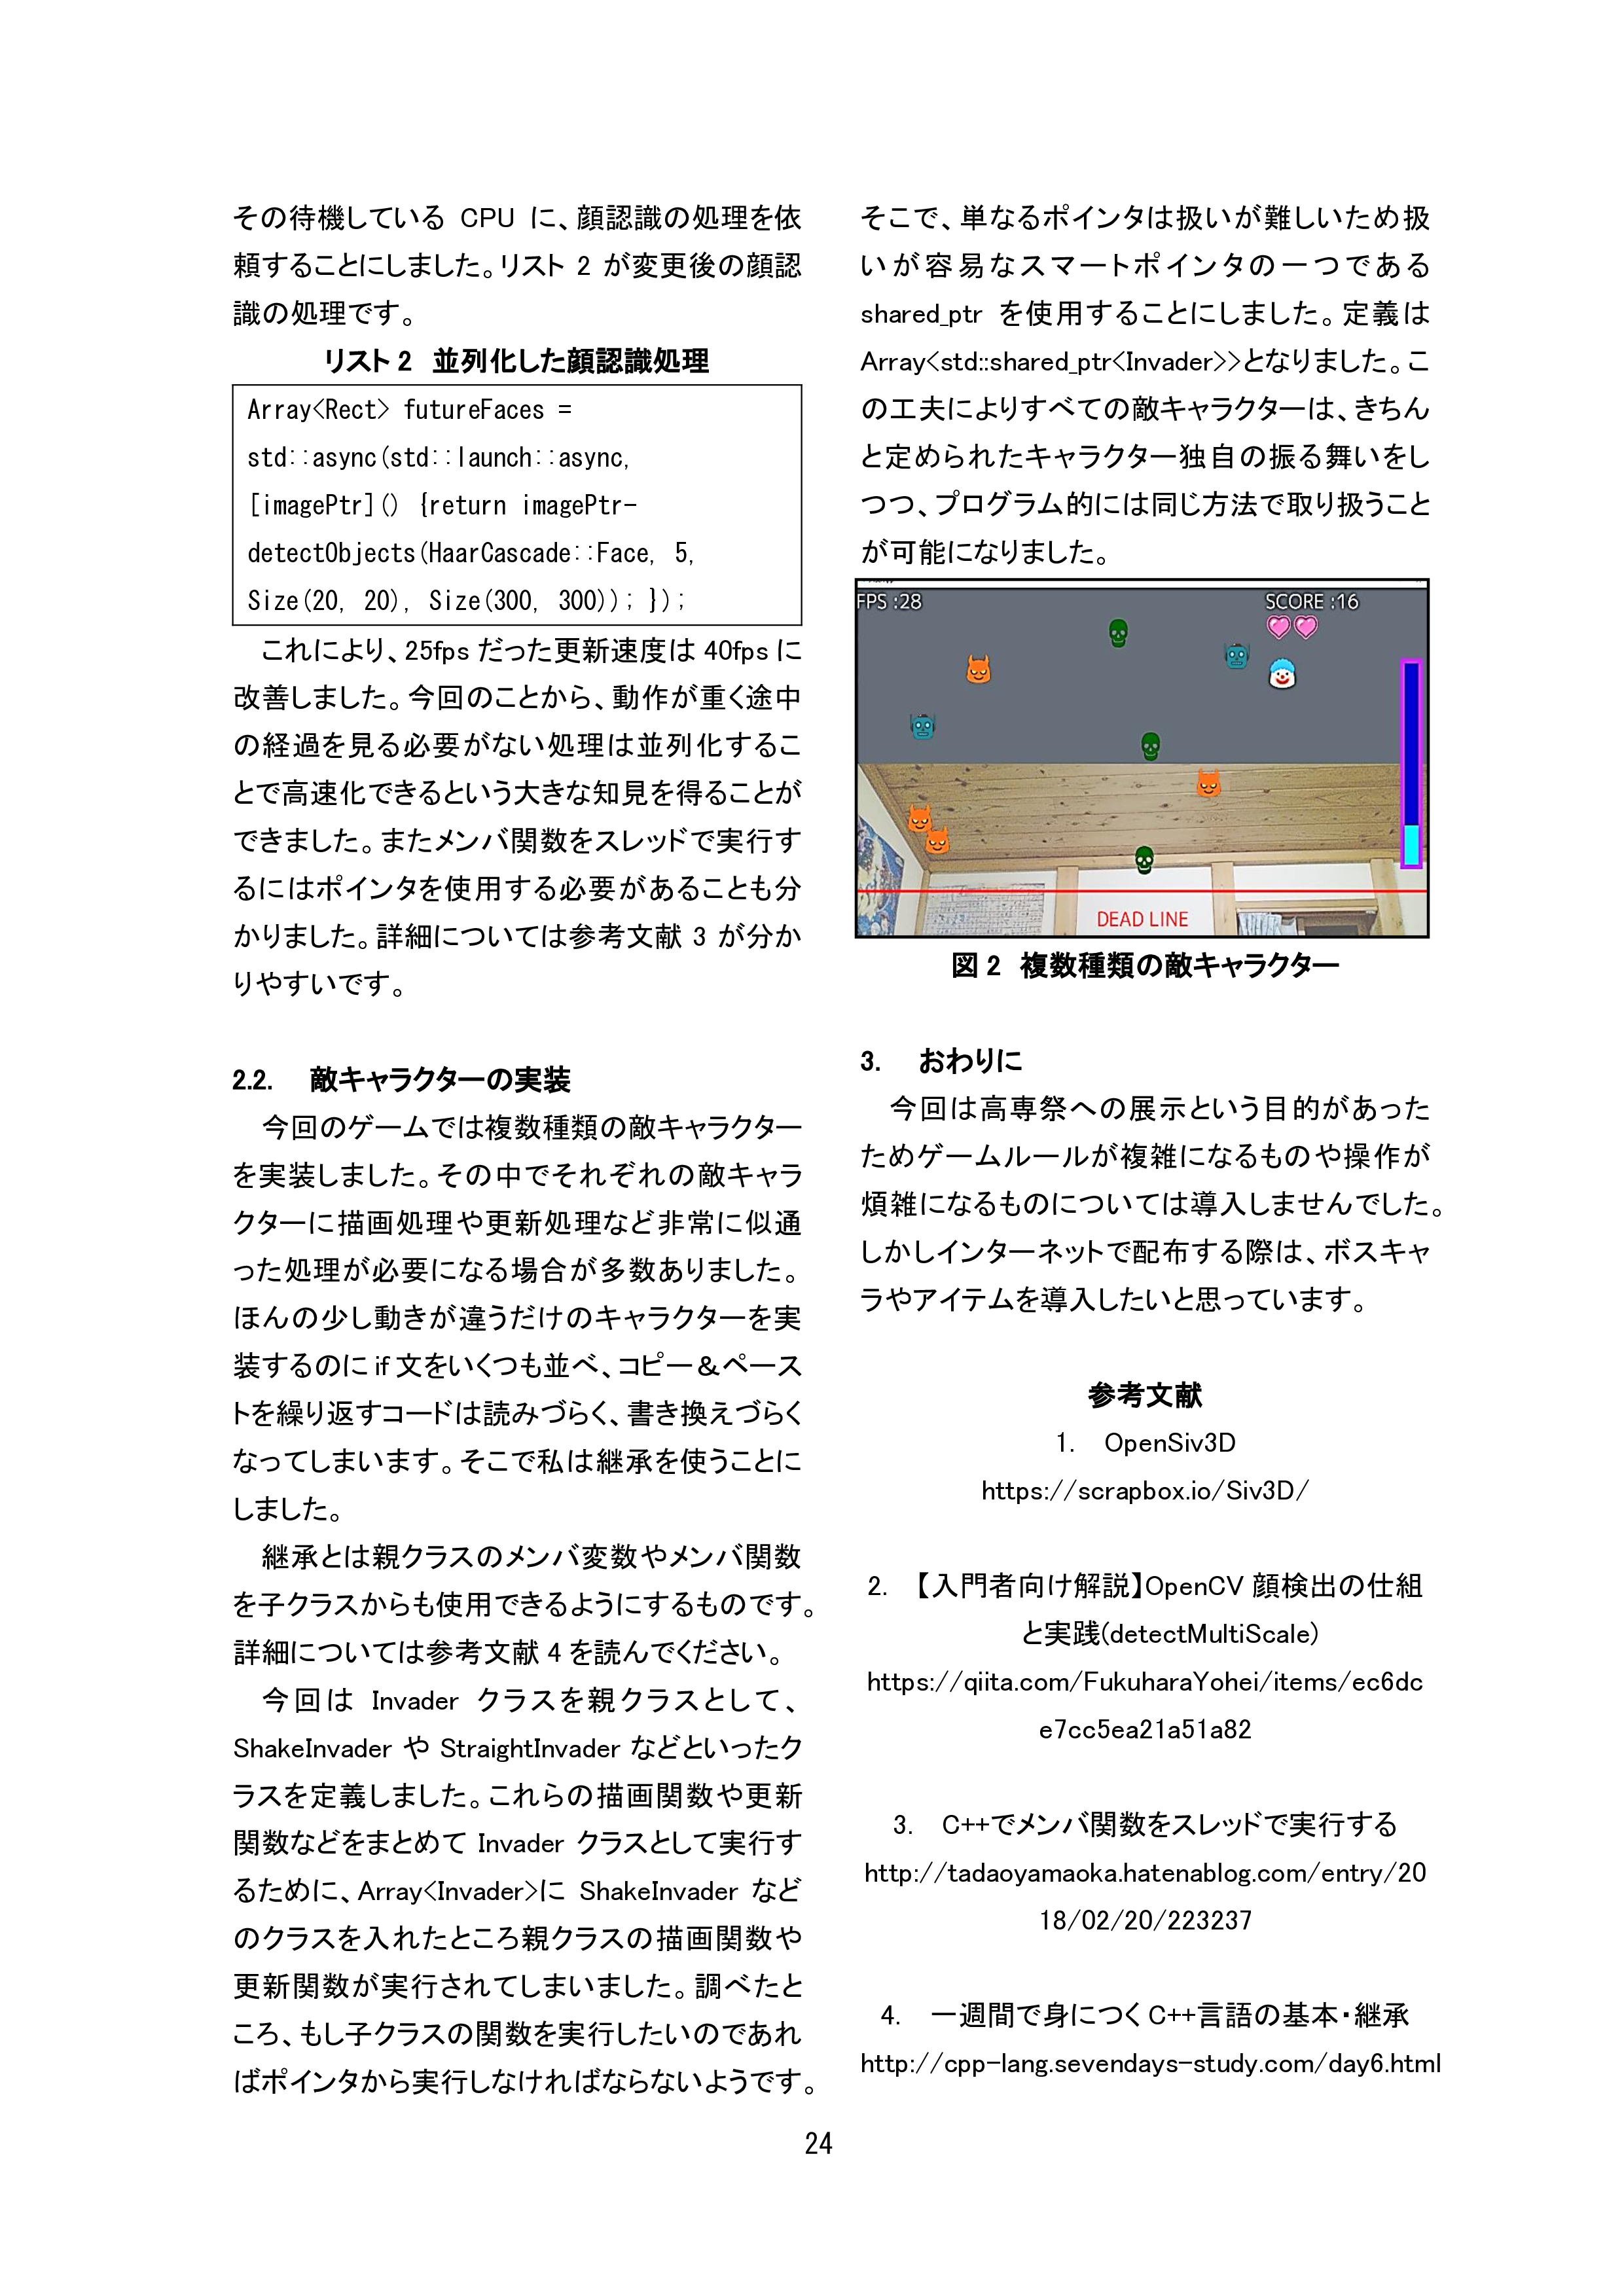 その待機している CPU に、顔認識の処理を依
頼することにしました。リスト 2 が変更後の顔認
識の処理です。
リスト 2 並列化した顔認識処理
Array<Rect> futureFaces =
std::async(std::launch::async,
[imagePtr]() {return imagePtr-
detectObjects(HaarCascade::Face, 5,
Size(20, 20), Size(300, 300)); });
これにより、25fps だった更新速度は 40fps に
改善しました。今回のことから、動作が重く途中
の経過を見る必要がない処理は並列化するこ
とで高速化できるという大きな知見を得ることが
できました。またメンバ関数をスレッドで実行す
るにはポインタを使用する必要があることも分
かりました。詳細については参考文献 3 が分か
りやすいです。
2.2. 敵キャラクターの実装
今回のゲームでは複数種類の敵キャラクター
を実装しました。その中でそれぞれの敵キャラ
クターに描画処理や更新処理など非常に似通
った処理が必要になる場合が多数ありました。
ほんの少し動きが違うだけのキャラクターを実
装するのに if 文をいくつも並べ、コピー＆ペース
トを繰り返すコードは読みづらく、書き換えづらく
なってしまいます。そこで私は継承を使うことに
しました。
継承とは親クラスのメンバ変数やメンバ関数
を子クラスからも使用できるようにするものです。
詳細については参考文献 4 を読んでください。
今回は Invader クラスを親クラスとして、
ShakeInvader や StraightInvader などといったク
ラスを定義しました。これらの描画関数や更新
関数などをまとめて Invader クラスとして実行す
るために、Array<Invader>に ShakeInvader など
のクラスを入れたところ親クラスの描画関数や
更新関数が実行されてしまいました。調べたと
ころ、もし子クラスの関数を実行したいのであれ
ばポインタから実行しなければならないようです。
そこで、単なるポインタは扱いが難しいため扱
いが容易なスマートポインタの一つである
shared_ptr を使用することにしました。定義は
Array<std::shared_ptr<Invader>>となりました。こ
の工夫によりすべての敵キャラクターは、きちん
と定められたキャラクター独自の振る舞いをし
つつ、プログラム的には同じ方法で取り扱うこと
が可能になりました。
FPS :28
SCORE :16
DEAD LINE
図 2 複数種類の敵キャラクター
3. おわりに
今回は高専祭への展示という目的があった
ためゲームルールが複雑になるものや操作が
煩雑になるものについては導入しませんでした。
しかしインターネットで配布する際は、ボスキャ
ラやアイテムを導入したいと思っています。
参考文献
1. OpenSiv3D
https://scrapbox.io/Siv3D/
2. 【入門者向け解説】OpenCV 顔検出の仕組
と実践(detectMultiScale)
https://qiita.com/FukuharaYohei/items/ec6dc
e7cc5ea21a51a82
3. C++でメンバ関数をスレッドで実行する
http://tadaoyamaoka.hatenablog.com/entry/20
18/02/20/223237
4. 一週間で身につくC++言語の基本・継承
http://cpp-lang.sevendays-study.com/day6.html
24